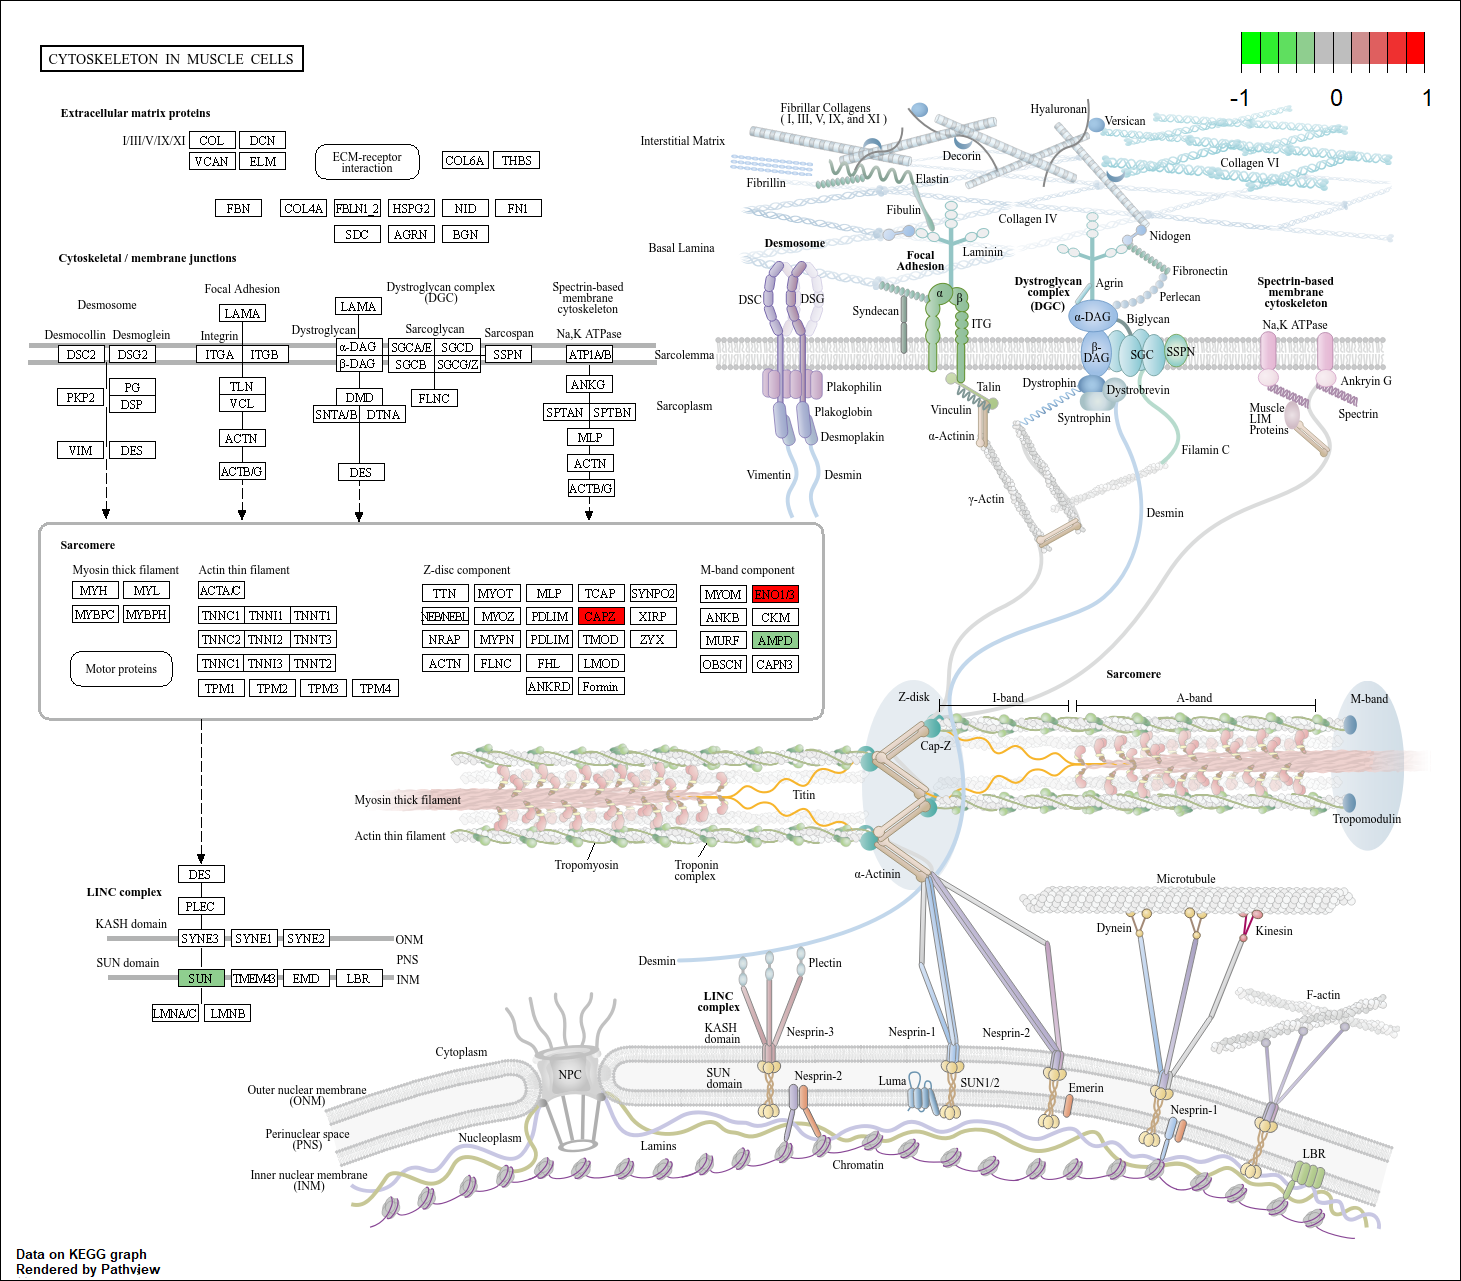 CYTOSKELETON IN MUSCLE CELLS
-1 0 1
Extracellular matrix proteins
I/III/V/IX/XI COL DCN
VCAN ELM
ECM-receptor
interaction
COL6A THBS
FBN COL4A FBLN1_2 HSPG2 NID FN1
SDC AGRN BGN
Cytoskeletal / membrane junctions
Desmosome
Desmocollin Desmoglein
DSC2 DSG2
PKP2 PG
DSP
VIM DES
Focal Adhesion
LAMA
Integrin
ITGA ITGB
TLN
VCL
ACTN
ACTB/G
LAMA
Dystroglycan complex
(DGC)
Dystroglycan
Sarcoglycan
Sarcospan
α-DAG SGCA/E SGCD SSPN
β-DAG SGCB SGCG/Z
DMD FLNC
SNTA/B DTNA
DES
Spectrin-based
membrane
cytoskeleton
Na,K ATPase
ATP1A/B
ANKG
SPTAN SPTBN
MLP
ACTN
ACTB/G
Sarcomere
Myosin thick filament
MYH MYL
MYBPC MYBPH
Motor proteins
Actin thin filament
ACTA/C
TNNC1 TNNI1 TNNT1
TNNC2 TNNI2 TNNT3
TNNC1 TNNI3 TNNT2
TPM1 TPM2 TPM3 TPM4
Z-disc component
TTN MYOT MLP TCAP SYNPO2
MYOZ PDLIM CAPZ XIRP
NRAP MYPN PDLIM TMOD ZYX
ACTN FLNC FHL LMOD
ANKRD Formin
M-band component
MYOM ENO1/3
ANKB CKM
MURF AMPD
OBSCN CAPN3
DES
LINC complex
PLEC
KASH domain
SYNE3 SYNE1 SYNE2 ONM
PNS
SUN domain
SUN TMEM43 EMD LBR INM
LMNA/C LMNB
Fibrillar Collagens
( I, III, V, IX, and XI )
Hyaluronan
Versican
Interstitial Matrix
Decorin
Collagen VI
Fibrillin
Elastin
Fibulin
Collagen IV
Nidogen
Basal Lamina
Desmosome
Laminin
Focal
Adhesion
Fibronectin
Dystroglycan
complex
(DGC)
Agrin
Perlecan
Spectrin-based
membrane
cytoskeleton
DSC DSG
Syndecan
α β
ITG
α-DAG
Biglycan
Na,K ATPase
Sarcolemma
β-
DAG
SGC
SSPN
Plakophilin
Talin
Dystrophin
Dystrobrevin
Ankyrin G
Sarcoplasm
Plakoglobin
Vinculin
Syntrophin
Muscle
LIM
Proteins
Spectrin
Desmoplakin
α-Actinin
Filamin C
Vimentin Desmin
γ-Actin
Desmin
Sarcomere
Z-disk I-band A-band M-band
Cap-Z
Titin
Myosin thick filament
Actin thin filament
Tropomodulin
Tropomyosin
Troponin
complex
α-Actinin
Microtubule
Dynein
Kinesin
Desmin
Plectin
LINC
complex
F-actin
KASH
domain
Nesprin-3 Nesprin-1 Nesprin-2
Cytoplasm
NPC
SUN
domain
Nesprin-2
Luma
SUN1/2
Emerin
Outer nuclear membrane
(ONM)
Nesprin-1
Perinuclear space
(PNS)
Nucleoplasm
Lamins
Chromatin
LBR
Inner nuclear membrane
(INM)
Data on KEGG graph
Rendered by Pathview